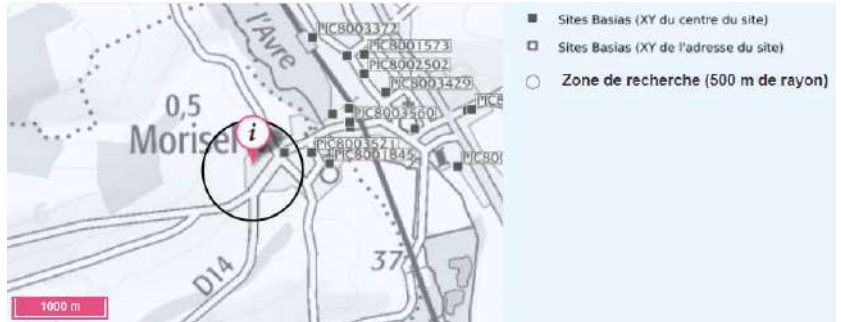 PIC8003372
l'Avre
PIC8001573
PIC8002502
PIC8003429
0,5
PIC8003560
Morisel
i
PIC8003521
PIC8001845
37
D14
1000 m
Sites Basias (XY du centre du site)
Sites Basias (XY de l'adresse du site)
Zone de recherche (500 m de rayon)